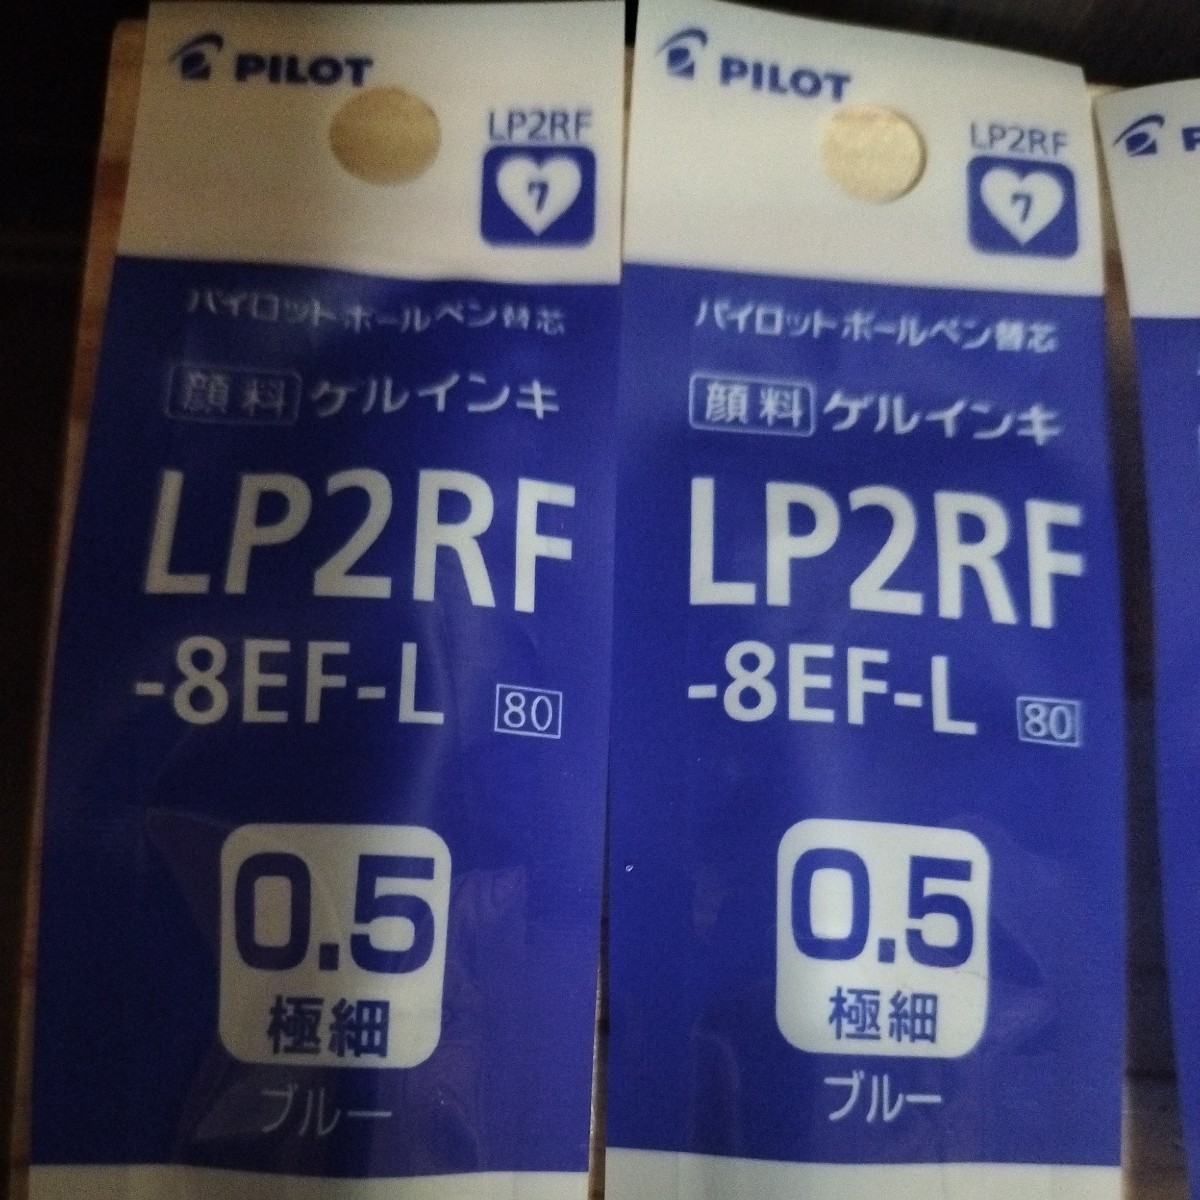 PILOT
LP2RF
7
パイロットボールペン替芯
顔料 ゲルインキ
LP2RF
-8EF-L 80
0.5
極細
ブルー
PILOT
LP2RF
7
パイロットボールペン替芯
顔料 ゲルインキ
LP2RF
-8EF-L 80
0.5
極細
ブルー